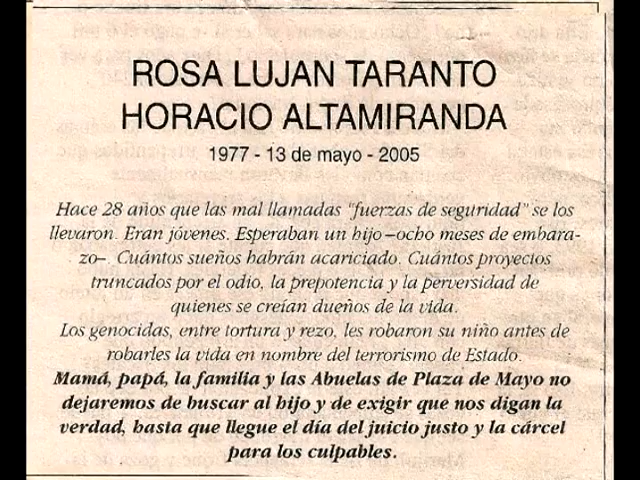 ROSA LUJAN TARANTO
HORACIO ALTAMIRANDA
1977 - 13 de mayo - 2005
Hace 28 años que las mal llamadas "fuerzas de seguridad" se los
llevaron. Eran jóvenes. Esperaban un hijo –ocho meses de embara-
zo–. Cuántos sueños habrán acariciado. Cuántos proyectos
truncados por el odio, la prepotencia y la perversidad de
quienes se creían dueños de la vida.
Los genocidas, entre tortura y rezo, les robaron su niño antes de
robarles la vida en nombre del terrorismo de Estado.
Mamá, papá, la familia y las Abuelas de Plaza de Mayo no
dejaremos de buscar al hijo y de exigir que nos digan la
verdad, hasta que llegue el día del juicio justo y la cárcel
para los culpables.